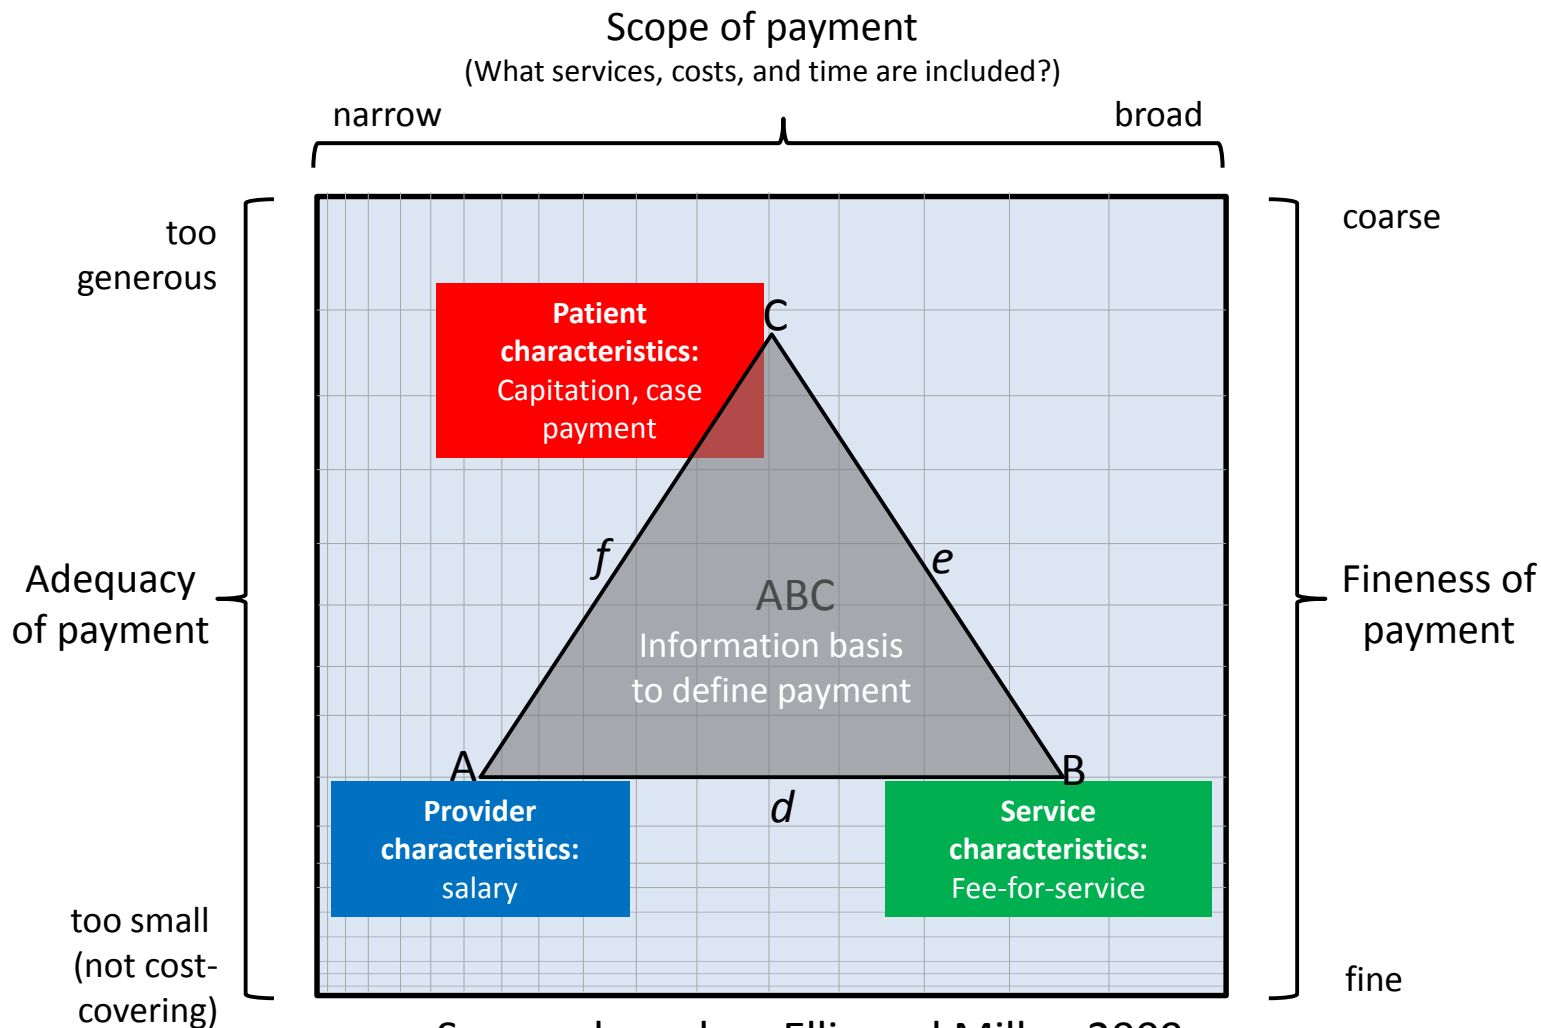 Scope of payment
(What services, costs, and time are included?)
narrow
broad
too
generous
coarse
Patient
characteristics:
Capitation, case
payment
C
f
e
ABC
Information basis
to define payment
Adequacy
of payment
Fineness of
payment
A
B
d
Provider
characteristics:
salary
Service
characteristics:
Fee-for-service
too small
(not cost-
covering)
fine